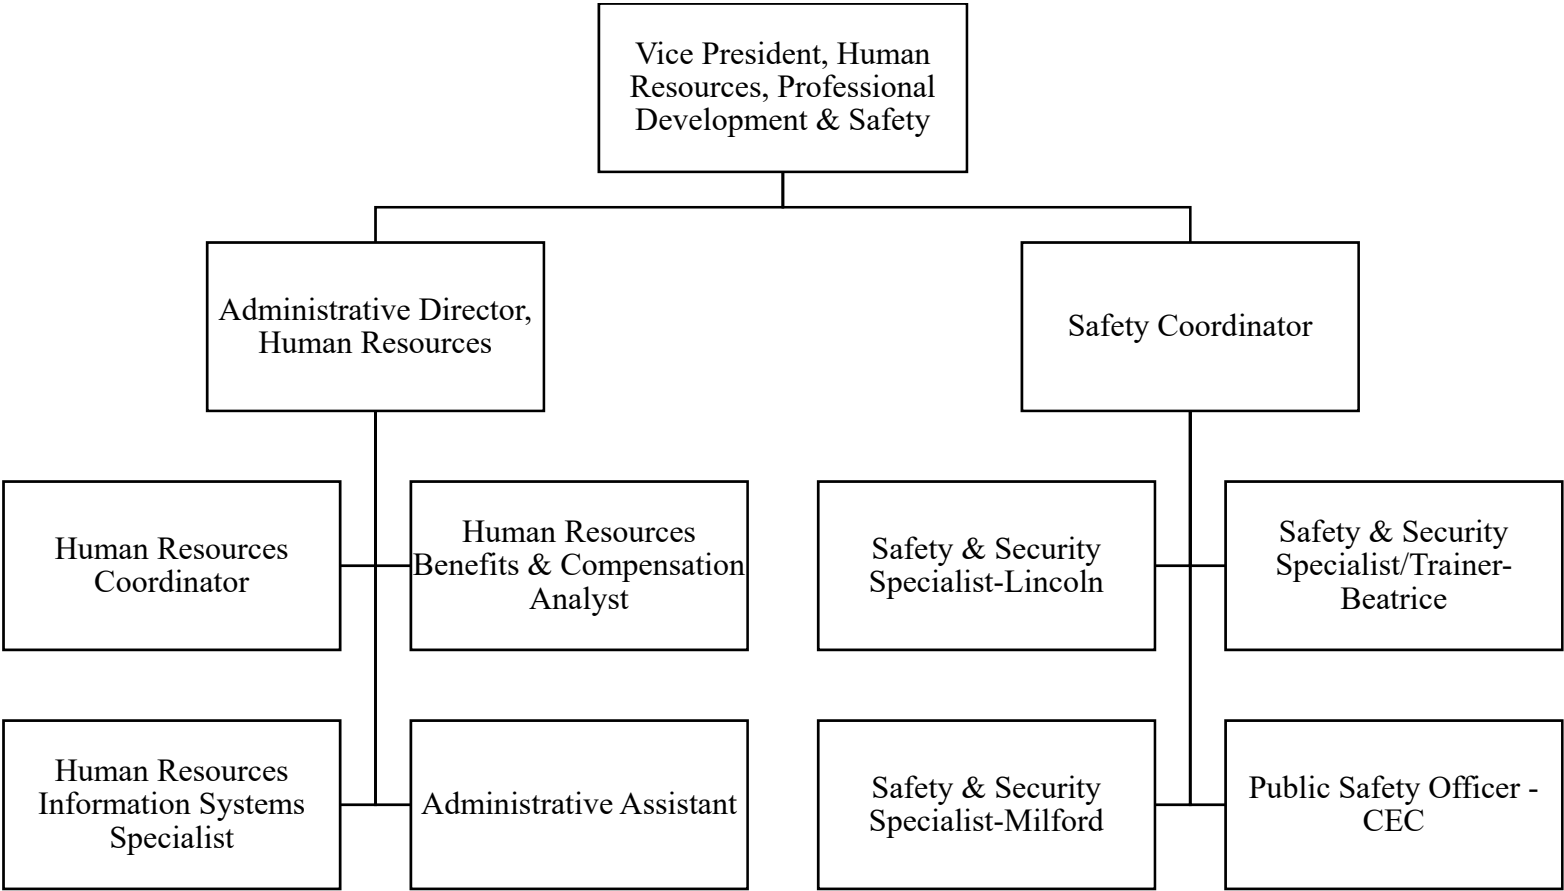 Vice President, Human
Resources, Professional
Development & Safety
Administrative Director,
Human Resources
Safety Coordinator
Human Resources
Coordinator
Human Resources
Benefits & Compensation
Analyst
Safety & Security
Specialist-Lincoln
Safety & Security
Specialist/Trainer-
Beatrice
Human Resources
Information Systems
Specialist
Administrative Assistant
Safety & Security
Specialist-Milford
Public Safety Officer -
CEC